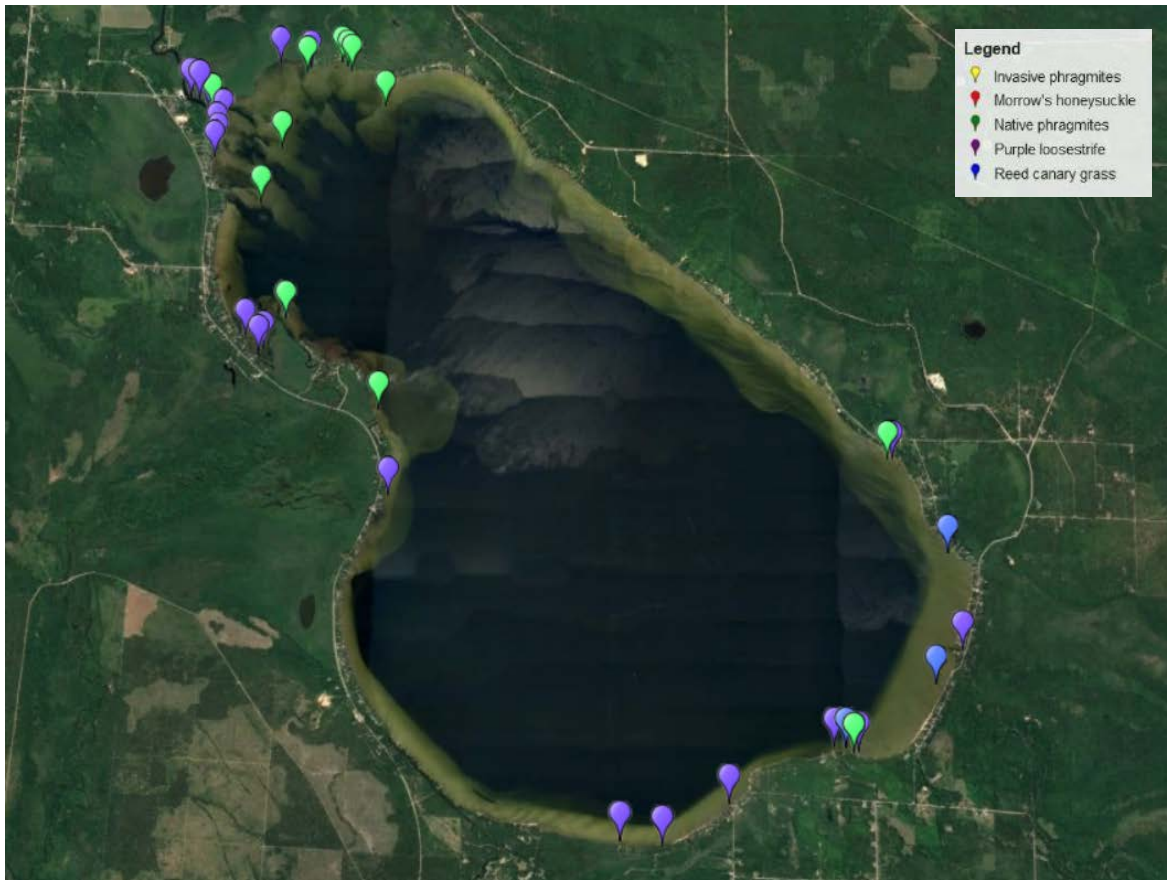 Legend
Invasive phragmites
Morrow's honeysuckle
Native phragmites
Purple loosestrife
Reed canary grass